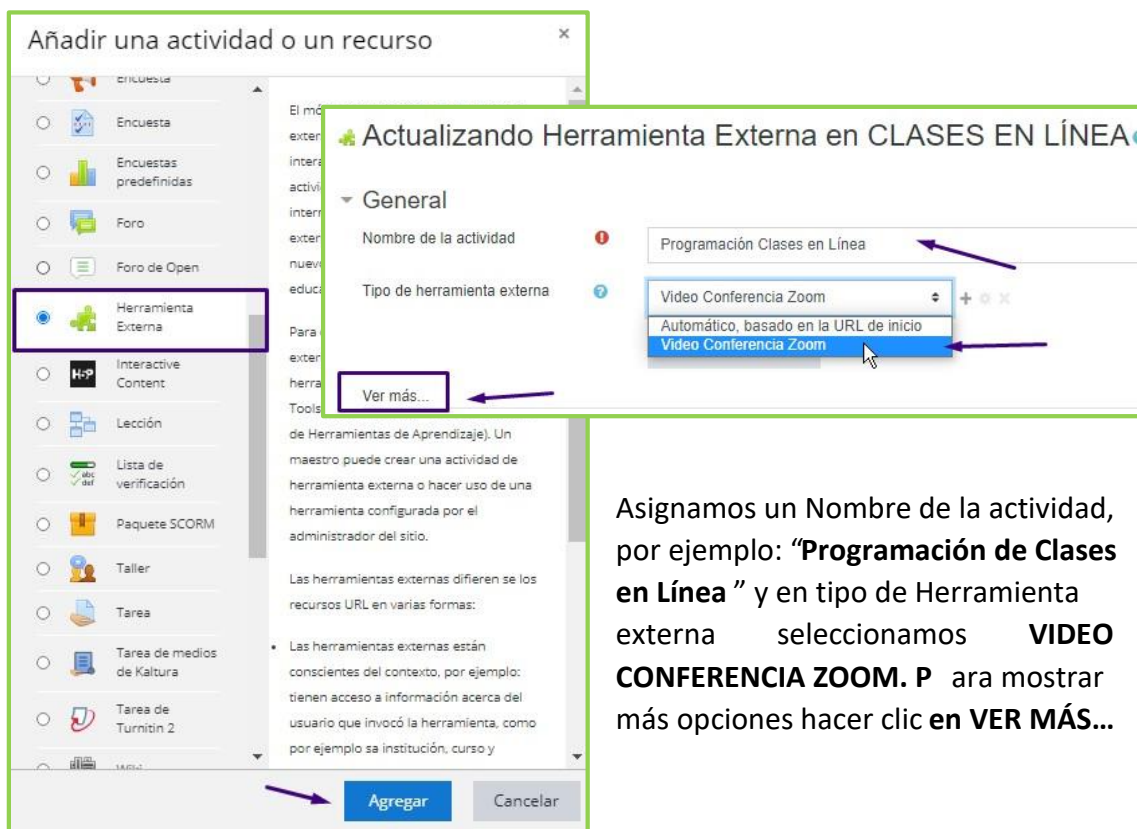 Añadir una actividad o un recurso
×
Encuesta
Encuesta
Encuestas
predefinidas
Foro
Foro de Open
Herramienta
Externa
H-P
Interactive
Content
Lección
abc
def
Lista de
verificación
Paquete SCORM
Taller
Tarea
Tarea de medios
de Kaltura
Tarea de
Turnitin 2
El mó
exter
intera
activi
interr
exter
nuevo
educa
Para
exter
herra
Tools
de Herramientas de Aprendizaje). Un
maestro puede crear una actividad de
herramienta externa o hacer uso de una
herramienta configurada por el
administrador del sitio.
Las herramientas externas difieren se los
recursos URL en varias formas:
• Las herramientas externas están
conscientes del contexto, por ejemplo:
tienen acceso a información acerca del
usuario que invocó la herramienta, como
por ejemplo sa institución, curso y
Agregar
Cancelar
Actualizando Herramienta Externa en CLASES EN LÍNEA
General
Nombre de la actividad
Programación Clases en Línea
Tipo de herramienta externa
Video Conferencia Zoom
Automático, basado en la URL de inicio
Video Conferencia Zoom
Ver más...
Asignamos un Nombre de la actividad,
por ejemplo: “Programación de Clases
en Línea ” y en tipo de Herramienta
externa seleccionamos VIDEO
CONFERENCIA ZOOM. P ara mostrar
más opciones hacer clic en VER MÁS…